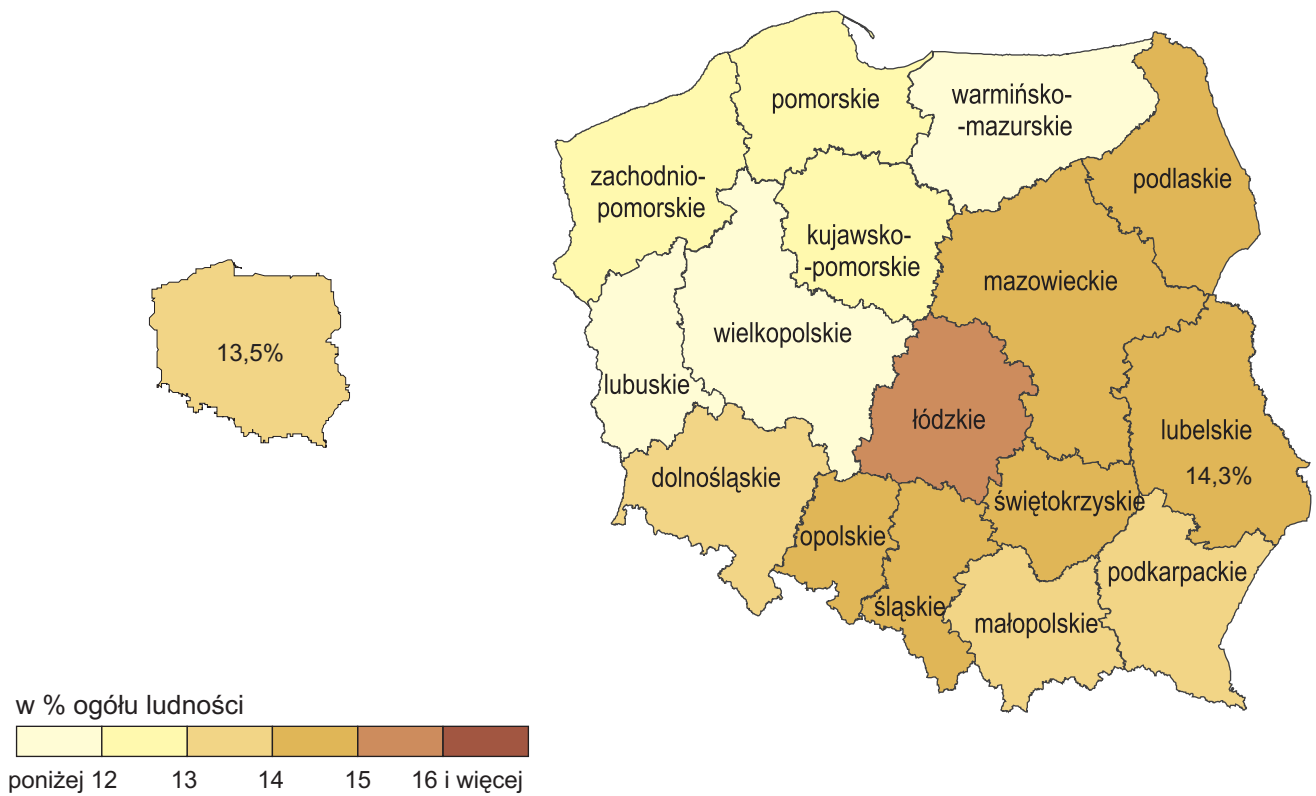 pomorskie
warmińsko-
-mazurskie
zachodnio-
pomorskie
podlaskie
kujawsko-
-pomorskie
mazowieckie
13,5%
wielkopolskie
lubuskie
łódzkie
lubelskie
14,3%
dolnośląskie
świętokrzyskie
opolskie
podkarpackie
śląskie
małopolskie
w % ogółu ludności
poniżej 12 13 14 15 16 i więcej